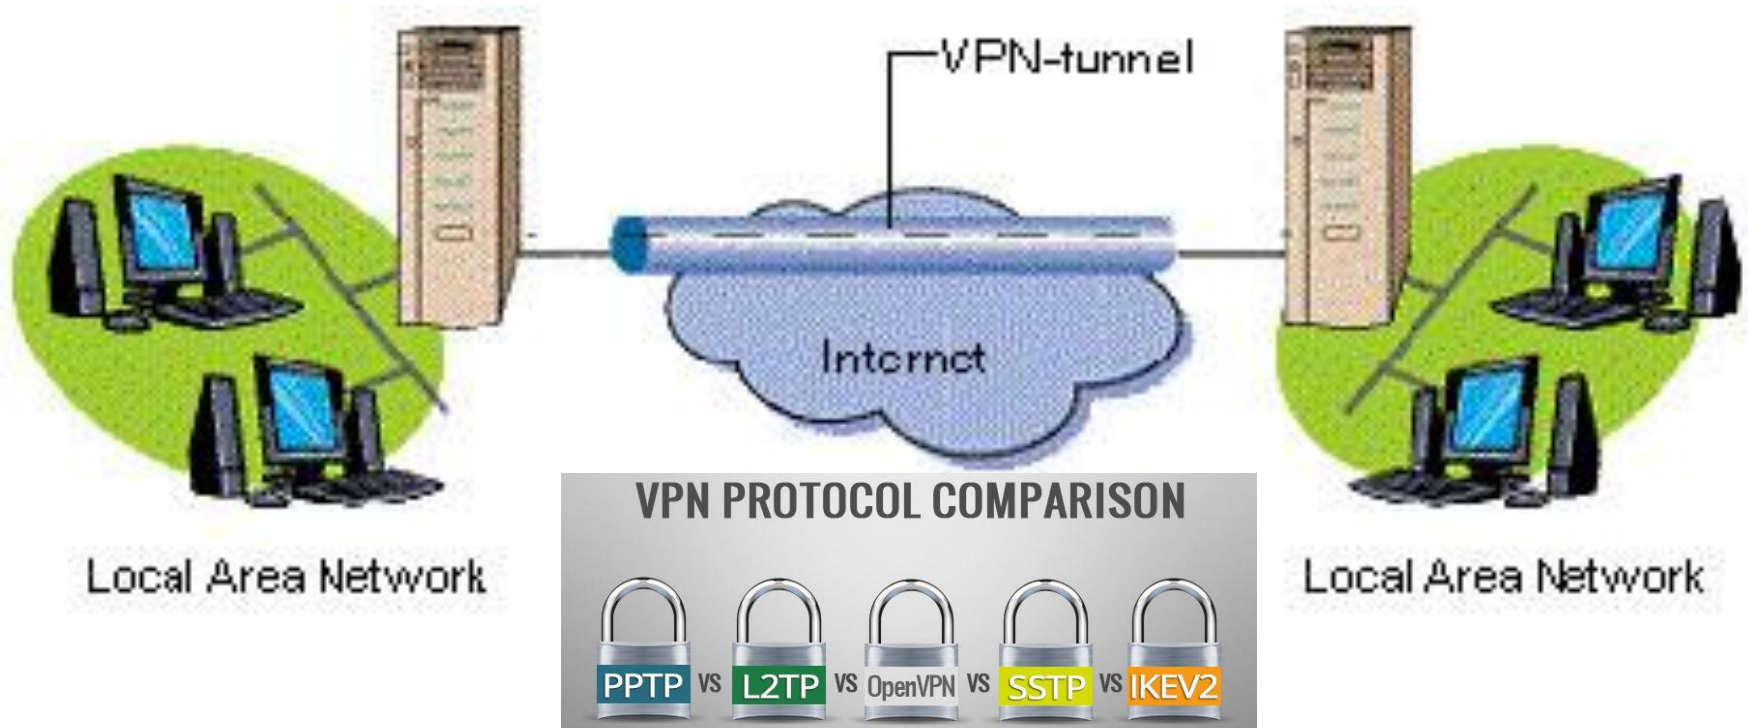 VPN-tunnel
Internet
Local Area Network
Local Area Network
VPN PROTOCOL COMPARISON
PPTP VS L2TP VS OpenVPN VS SSTP VS IKEV2